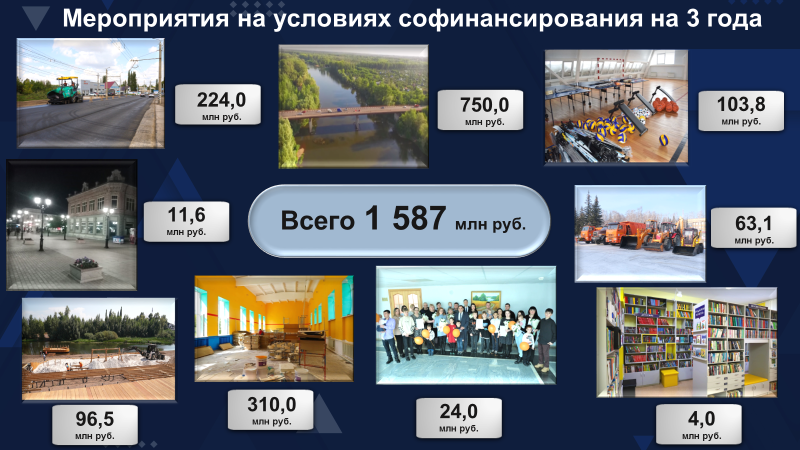 Мероприятия на условиях софинансирования на 3 года
224,0
млн руб.
750,0
млн руб.
103,8
млн руб.
11,6
млн руб.
Всего 1 587 млн руб.
63,1
млн руб.
96,5
млн руб.
310,0
млн руб.
24,0
млн руб.
4,0
млн руб.